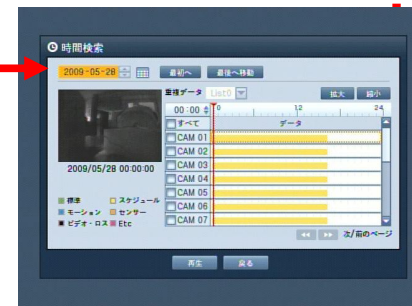 時間検索
2009-05-28
最初へ 最後へ移動
重複データ List0
拡大 縮小
00:00 0 12 24
すべて データ
CAM 01
CAM 02
CAM 03
CAM 04
CAM 05
CAM 06
CAM 07
2009/05/28 00:00:00
標準 スケジュール
モーション センサー
ビデオ・ロス Etc
次/前のページ
再生 戻る